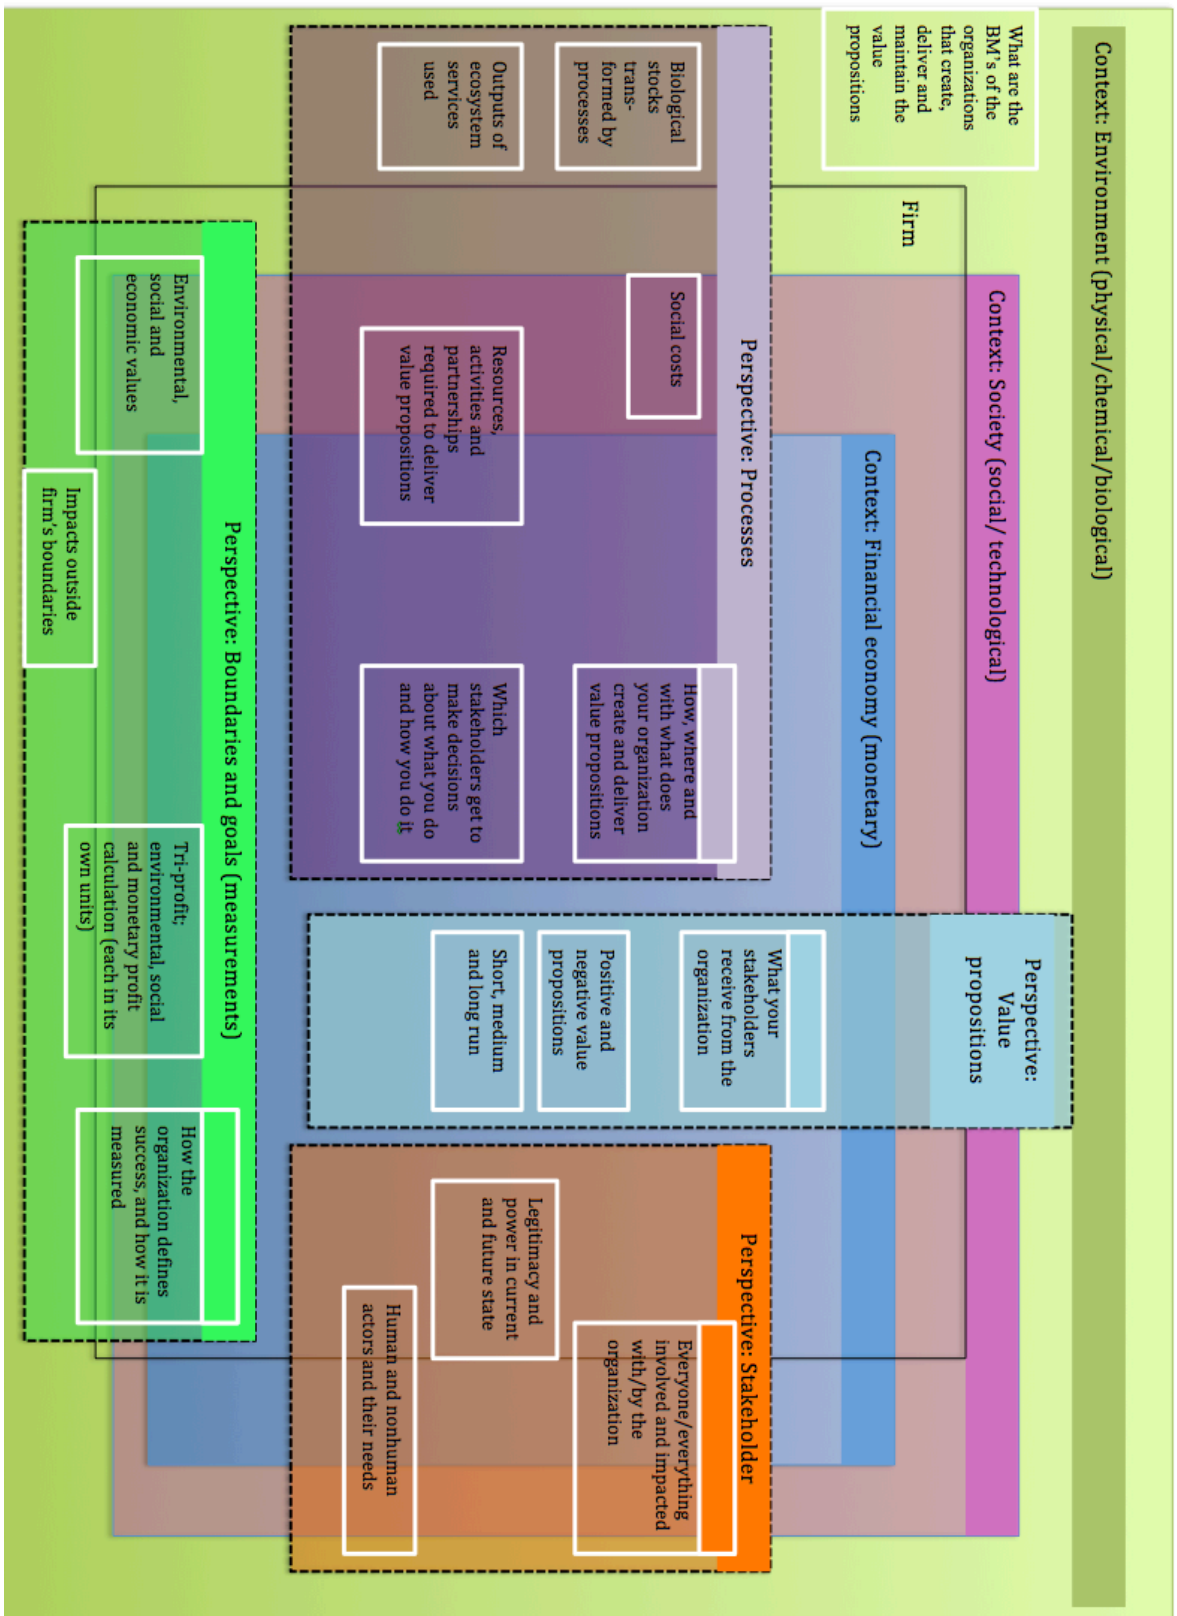 Context: Environment (physical/chemical/biological)
What are the
BM's of the
organizations
that create,
deliver and
maintain the
value
propositions
Context: Society (social/ technological)
Firm
Context: Financial economy (monetary)
Perspective: Processes
Biological
stocks
trans-
formed by
processes
Outputs of
ecosystem
services
used
Social costs
Resources,
activities and
partnerships
required to deliver
value propositions
How, where and
with what does
your organization
create and deliver
value propositions
Which
stakeholders get to
make decisions
about what you do
and how you do it
Perspective:
Value
propositions
What your
stakeholders
receive from the
organization
Positive and
negative value
propositions
Short, medium
and long run
Perspective: Stakeholder
Everyone/everything
involved and impacted
with/by the
organization
Legitimacy and
power in current
and future state
Human and nonhuman
actors and their needs
Perspective: Boundaries and goals (measurements)
Environmental,
social and
economic values
Impacts outside
firm's boundaries
Tri-profit;
environmental, social
and monetary profit
calculation (each in its
own units)
How the
organization defines
success, and how it is
measured